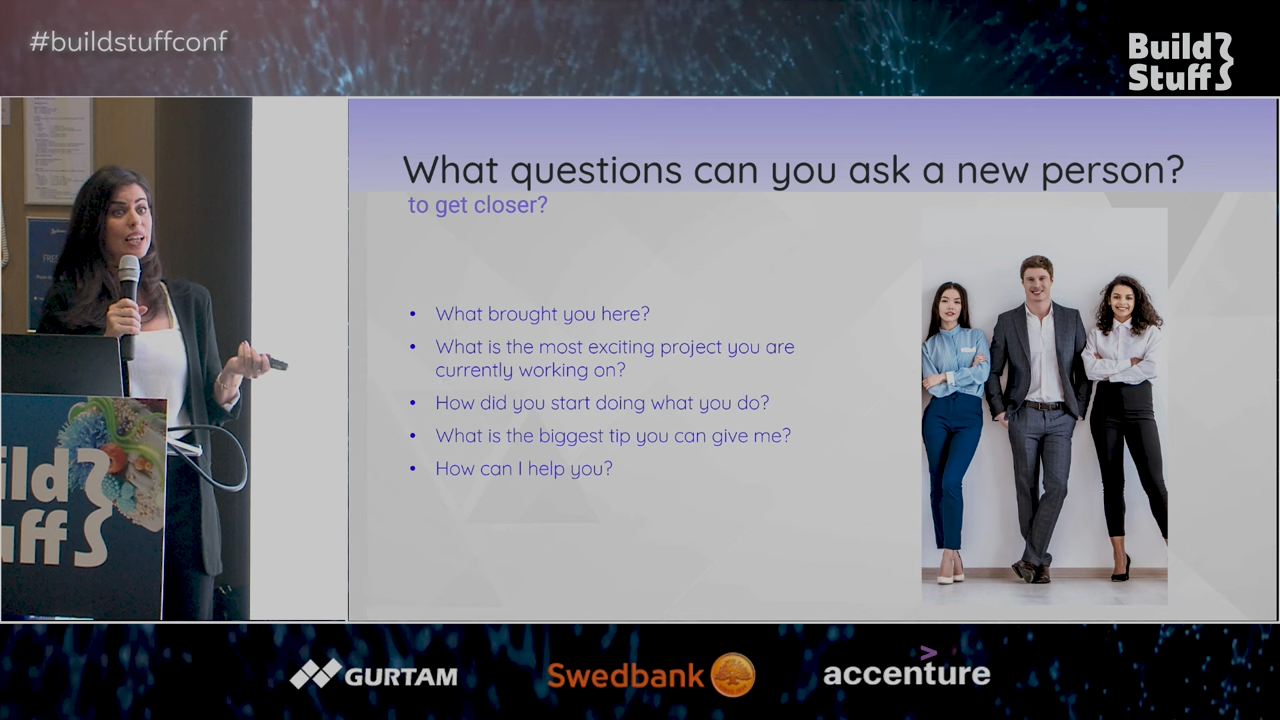 #buildstuffconf
Build
Stuff
What questions can you ask a new person?
to get closer?
• What brought you here?
• What is the most exciting project you are
currently working on?
• How did you start doing what you do?
• What is the biggest tip you can give me?
• How can I help you?
ild
uff
GURTAM
Swedbank
accenture